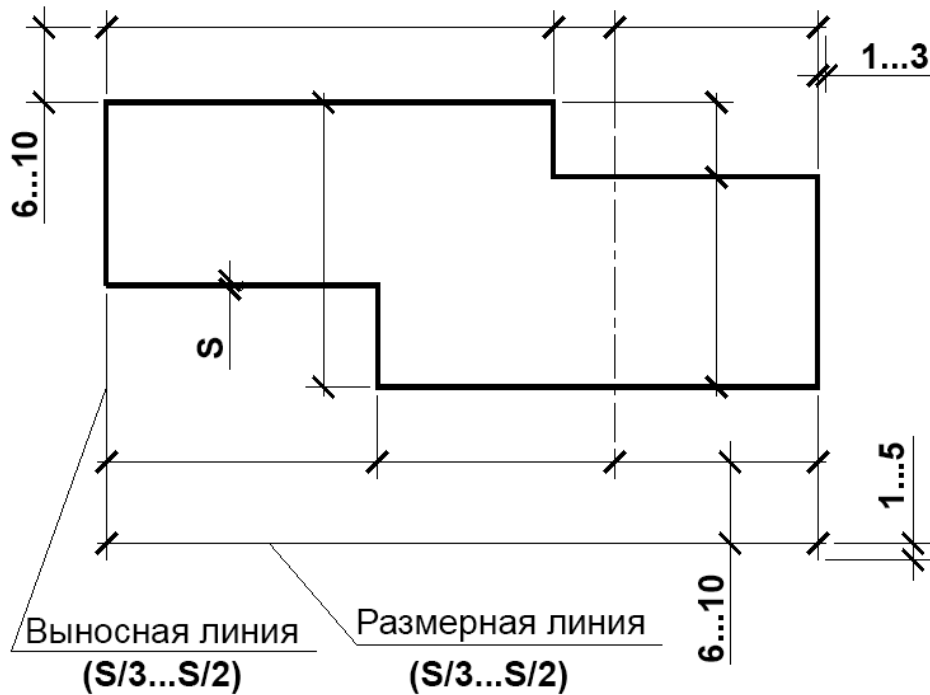 1...3
6...10
S
1...5
6...10
Выносная линия
(S/3...S/2)
Размерная линия
(S/3...S/2)